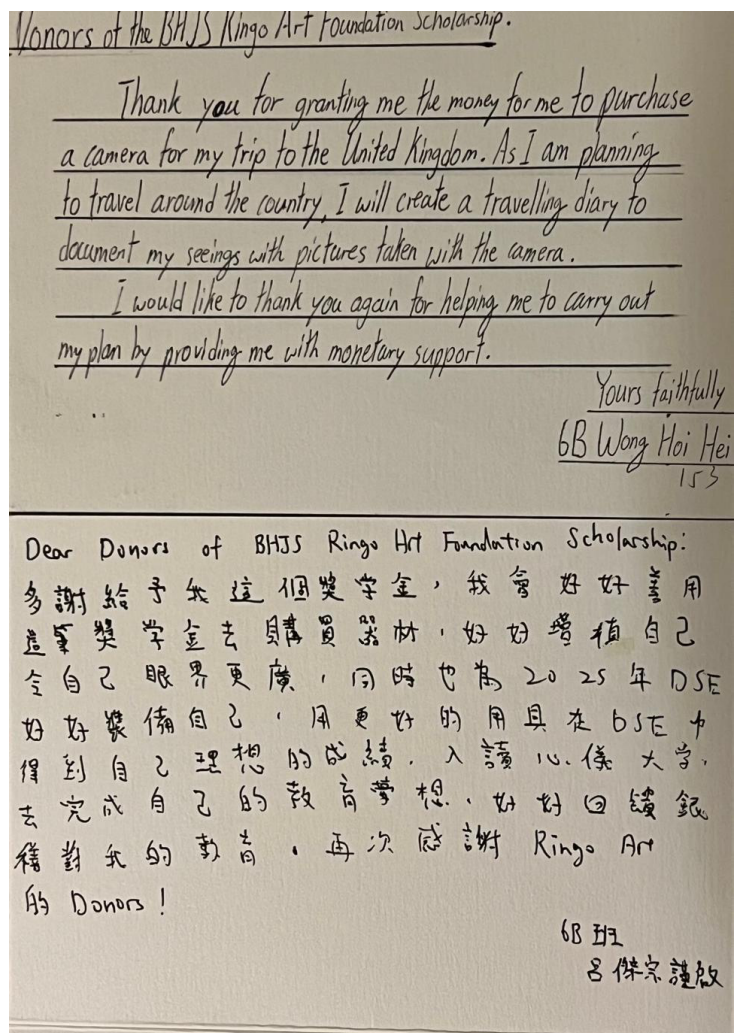 Donors of the BHJS Ringo Art Foundation Scholarship.
Thank you for granting me the money for me to purchase
a camera for my trip to the United Kingdom. As I am planning
to travel around the country, I will create a travelling diary to
document my seeings with pictures taken with the camera.
I would like to thank you again for helping me to carry out
my plan by providing me with monetary support.
Yours faithfully
6B Wong Hoi Hei
153
Dear Donors of BHJS Ringo Art Foundation Scholarship:
多謝給予我這個獎学金，我會好好善用
這筆獎学金去購買器材，好好增值自己
令自己眼界更廣，同時也為2025年DSE
好好裝備自己，用更好的用具在DSE中
得到自己理想的成績，入讀心儀大学，
去完成自己的教育夢想，好好回饋銀
禧對我的教育，再次感謝 Ringo Art
的 Donors!
6B班
呂傑宗謹啟